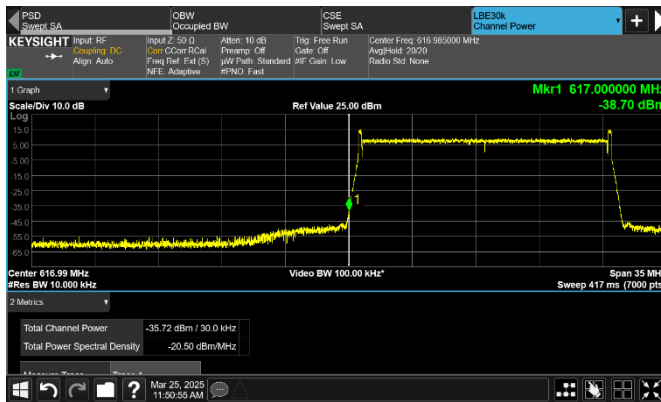 PSD
Swept SA
OBW
Occupied BW
CSE
Swept SA
LBE30k
Channel Power
KEYSIGHT
Input: RF
Coupling: DC
Align: Auto
Input Z: 50 Ω
Corr CCorr RCal
Freq Ref: Ext (S)
NFE: Adaptive
Atten: 10 dB
Preamp: Off
µW Path: Standard
#PNO: Fast
Trig: Free Run
Gate: Off
#IF Gain: Low
Center Freq: 616.985000 MHz
Avg|Hold: 20/20
Radio Std: None
LXI
1 Graph
Scale/Div 10.0 dB
Ref Value 25.00 dBm
Mkr1 617.000000 MHz
-38.70 dBm
Log
15.0
5.00
-5.00
-15.0
-25.0
-35.0
-45.0
-55.0
-65.0
1
Center 616.99 MHz
#Res BW 10.000 kHz
Video BW 100.00 kHz*
Span 35 MH
Sweep 417 ms (7000 pts
2 Metrics
Total Channel Power -35.72 dBm / 30.0 kHz
Total Power Spectral Density -20.50 dBm/MHz
Measure Trace Trace 1
?
Mar 25, 2025
11:50:55 AM